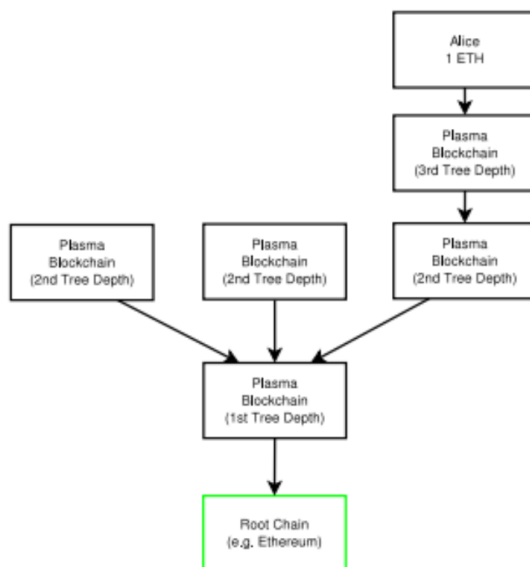 Alice
1 ETH
Plasma
Blockchain
(3rd Tree Depth)
Plasma
Blockchain
(2nd Tree Depth)
Plasma
Blockchain
(2nd Tree Depth)
Plasma
Blockchain
(2nd Tree Depth)
Plasma
Blockchain
(1st Tree Depth)
Root Chain
(e.g. Ethereum)